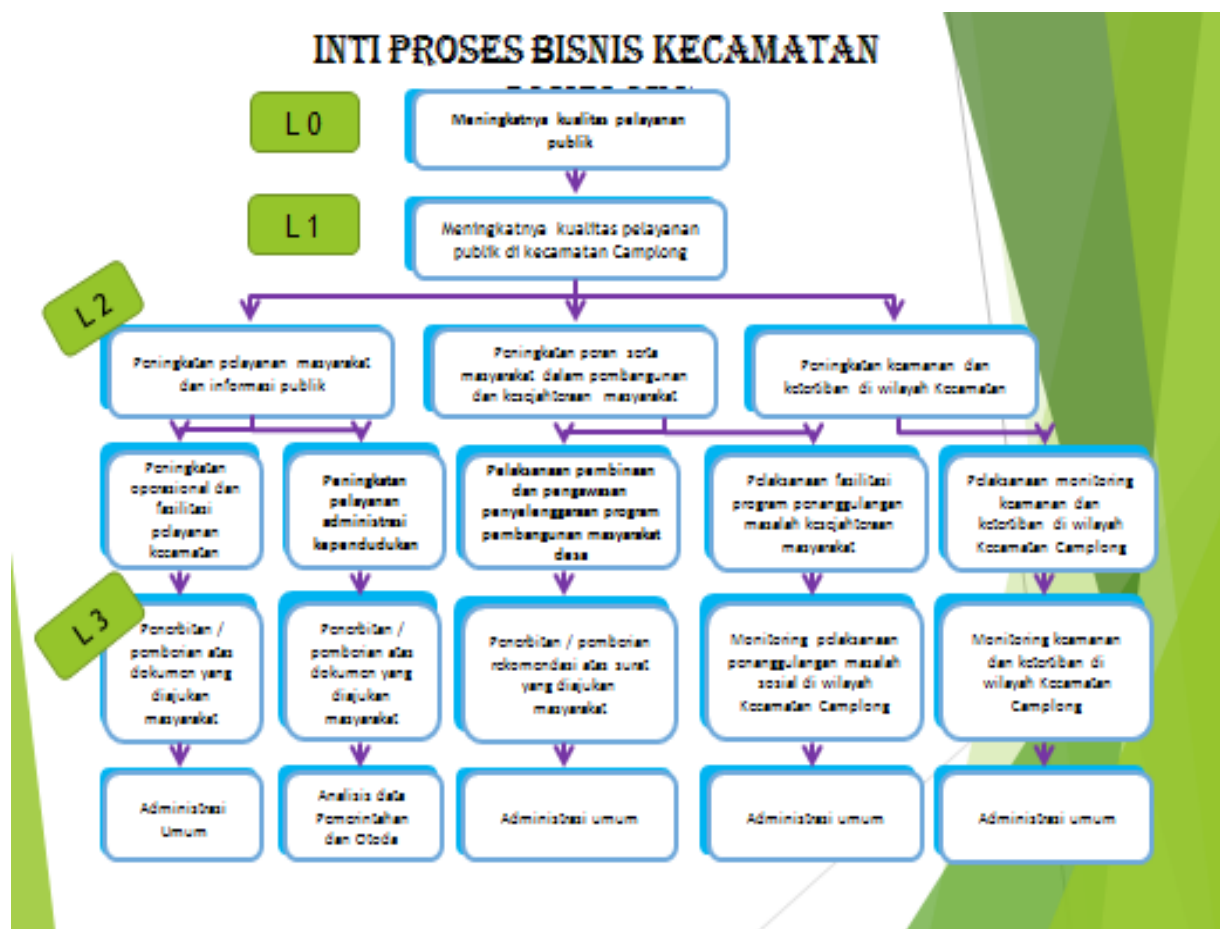 INTI PROSES BISNIS KECAMATAN
L 0
Meningkatnya kualitas pelayanan
publik
L 1
Meningkatnya kualitas pelayanan
publik di kecamatan Camplong
L 2
Peningkatan pelayanan masyarakat
dan informasi publik
Peningkatan peran serta
masyarakat dalam pembangunan
dan kesejahteraan masyarakat
Peningkatan keamanan dan
ketertiban di wilayah Kecamatan
Peningkatan
operasional dan
fasilitasi
pelayanan
kecamatan
Peningkatan
pelayanan
administrasi
kependudukan
Pelaksanaan pembinaan
dan pengawasan
penyelenggaraan program
pembangunan masyarakat
desa
Pelaksanaan fasilitasi
program penanggulangan
masalah kesejahteraan
masyarakat
Pelaksanaan monitoring
keamanan dan
ketertiban di wilayah
Kecamatan Camplong
L 3
Penerbitan /
pemberian atas
dokumen yang
diajukan
masyarakat
Penerbitan /
pemberian atas
dokumen yang
diajukan
masyarakat
Penerbitan / pemberian
rekomendasi atas surat
yang diajukan
masyarakat
Monitoring pelaksanaan
penanggulangan masalah
sosial di wilayah
Kecamatan Camplong
Monitoring keamanan
dan ketertiban di
wilayah Kecamatan
Camplong
Administrasi
Umum
Analisis data
Pemerintahan
dan Otoda
Administrasi umum
Administrasi umum
Administrasi umum